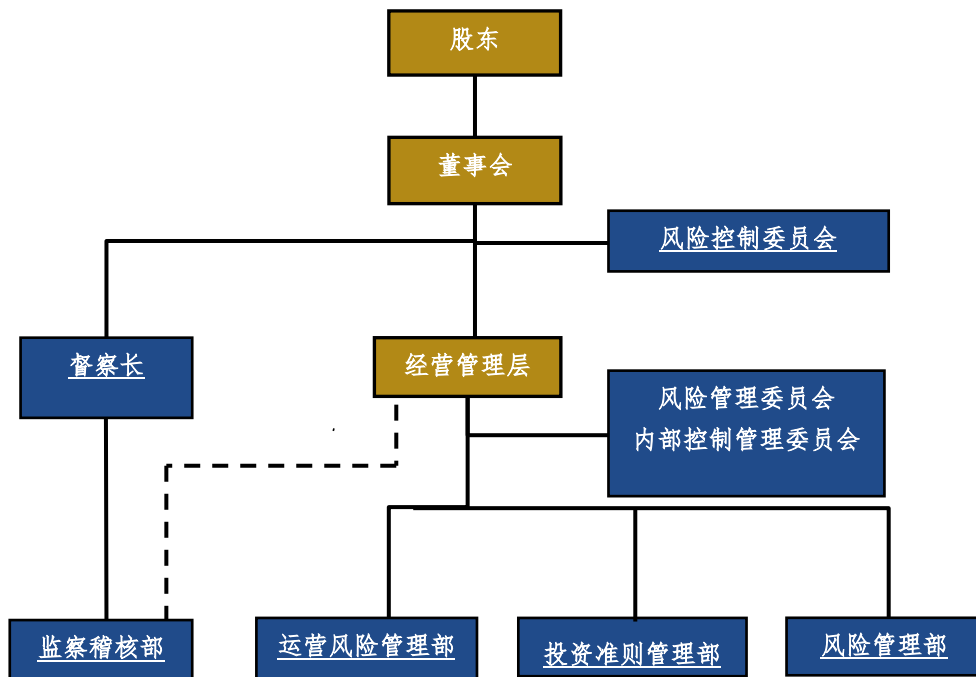 股东
董事会
风险控制委员会
督察长
经营管理层
风险管理委员会
内部控制管理委员会
监察稽核部
运营风险管理部
投资准则管理部
风险管理部